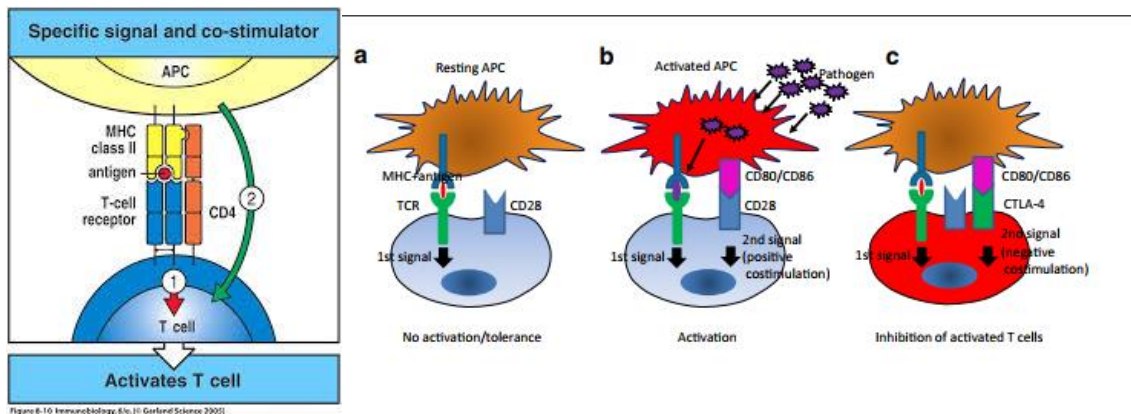 Specific signal and co-stimulator
APC
MHC
class II
antigen
T-cell
receptor
CD4
2
1
T cell
Activates T cell
Figure 8-10 Immunobiology, 6/e. (© Garland Science 2005)
a
Resting APC
MHC+antigen
TCR
CD28
1st signal
No activation/tolerance
b
Activated APC
Pathogen
CD80/CD86
CD28
1st signal
2nd signal
(positive
costimulation)
Activation
c
CD80/CD86
CTLA-4
1st signal
2nd signal
(negative
costimulation)
Inhibition of activated T cells